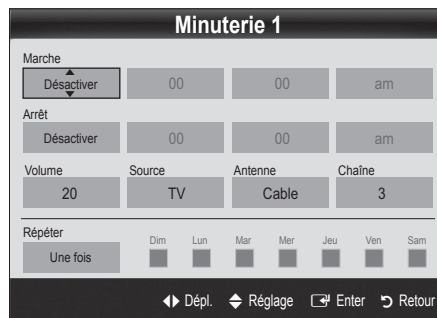 Minuterie 1
Marche
Désactiver 00 00 am
Arrêt
Désactiver 00 00 am
Volume Source Antenne Chaîne
20 TV Cable 3
Répéter Dim Lun Mar Mer Jeu Ven Sam
Une fois
Dépl. Réglage Enter Retour